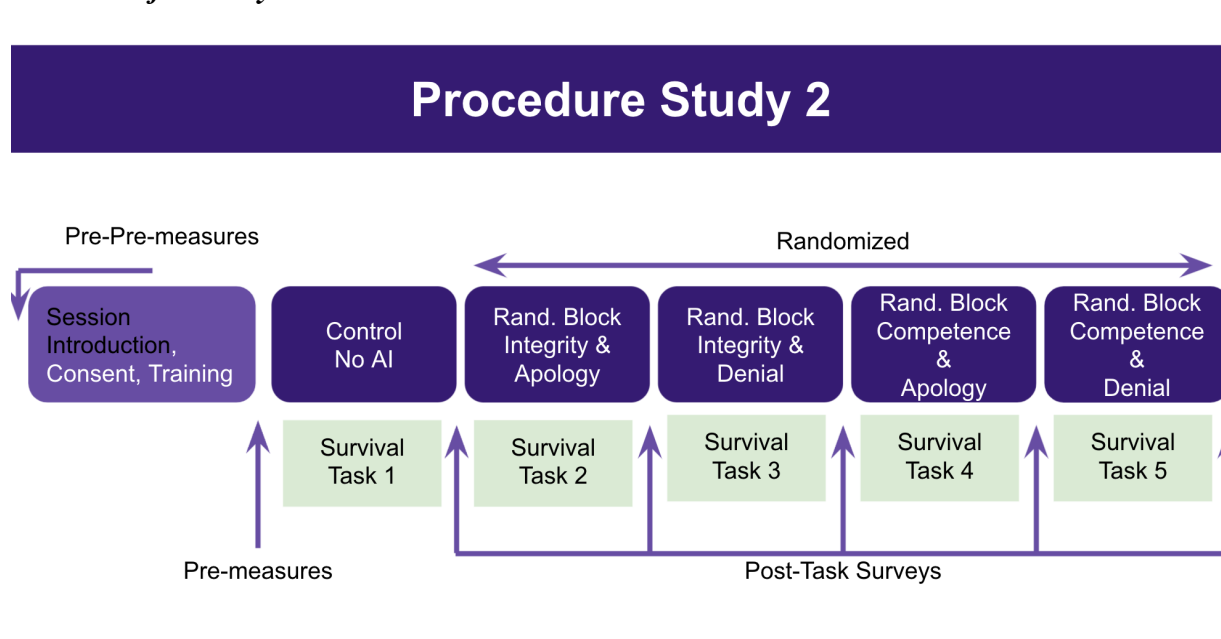 Procedure Study 2
Pre-Pre-measures
Randomized
Session
Introduction,
Consent, Training
Control
No AI
Rand. Block
Integrity &
Apology
Rand. Block
Integrity &
Denial
Rand. Block
Competence
&
Apology
Rand. Block
Competence
&
Denial
Survival
Task 1
Survival
Task 2
Survival
Task 3
Survival
Task 4
Survival
Task 5
Pre-measures
Post-Task Surveys